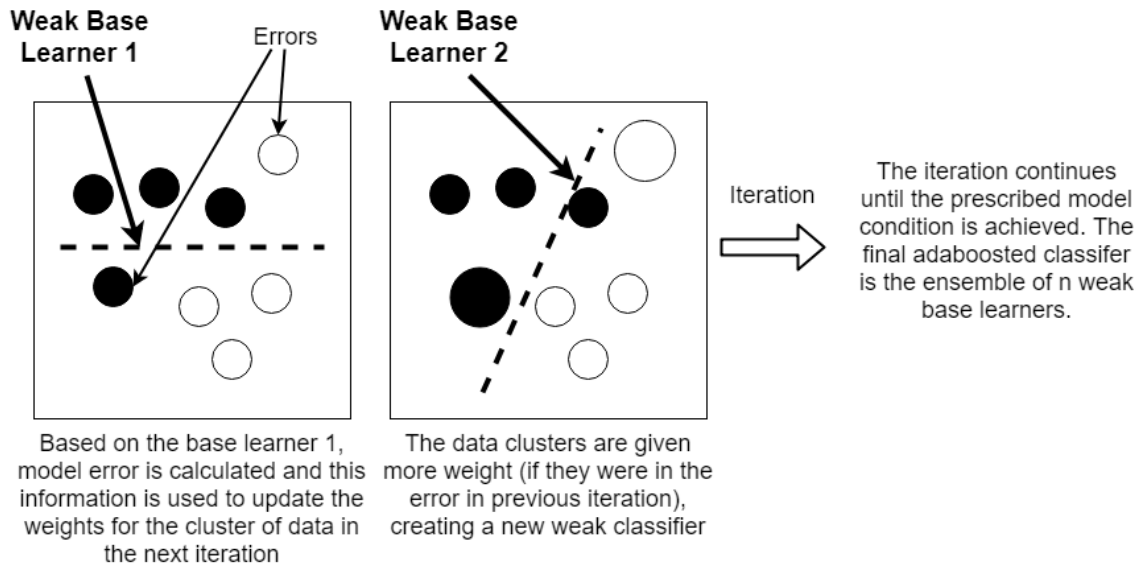 Weak Base
Learner 1
Errors
Weak Base
Learner 2
Based on the base learner 1,
model error is calculated and this
information is used to update the
weights for the cluster of data in
the next iteration
The data clusters are given
more weight (if they were in the
error in previous iteration),
creating a new weak classifier
Iteration
The iteration continues
until the prescribed model
condition is achieved. The
final adaboosted classifer
is the ensemble of n weak
base learners.